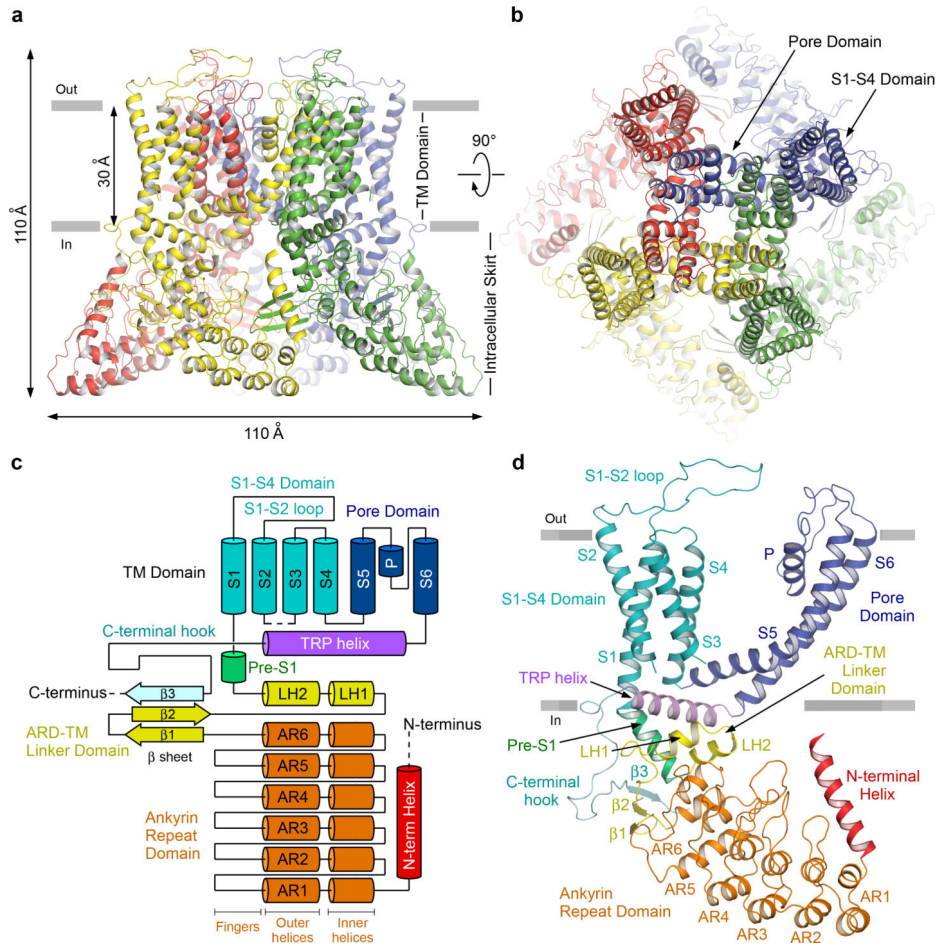 a
Out
30 Å
110 Å
In
TM Domain
90°
Intracellular Skirt
110 Å
b
Pore Domain
S1-S4 Domain
c
S1-S4 Domain
S1-S2 loop
Pore Domain
TM Domain
S1
S2
S3
S4
S5
P
S6
C-terminal hook
TRP helix
Pre-S1
C-terminus
β3
LH2
LH1
β2
N-terminus
ARD-TM
Linker Domain
β1
β sheet
AR6
AR5
AR4
Ankyrin
Repeat
Domain
AR3
AR2
AR1
N-term Helix
Fingers
Outer
helices
Inner
helices
d
S1-S2 loop
Out
S2
S4
P
S6
S1-S4 Domain
Pore
Domain
S5
S3
S1
ARD-TM
Linker
Domain
TRP helix
In
Pre-S1
LH1
LH2
C-terminal
hook
β3
β2
β1
N-terminal
Helix
AR6
AR5
AR4
AR3
AR2
AR1
Ankyrin
Repeat Domain